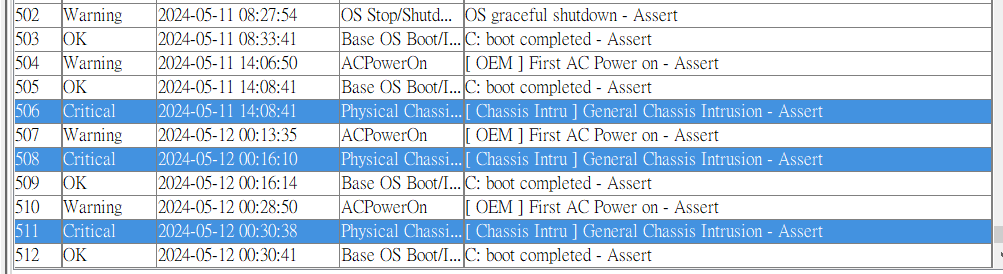 502 Warning 2024-05-11 08:27:54 OS Stop/Shutd... OS graceful shutdown - Assert
503 OK 2024-05-11 08:33:41 Base OS Boot/I... C: boot completed - Assert
504 Warning 2024-05-11 14:06:50 ACPowerOn [ OEM ] First AC Power on - Assert
505 OK 2024-05-11 14:08:41 Base OS Boot/I... C: boot completed - Assert
506 Critical 2024-05-11 14:08:41 Physical Chassi... [ Chassis Intru ] General Chassis Intrusion - Assert
507 Warning 2024-05-12 00:13:35 ACPowerOn [ OEM ] First AC Power on - Assert
508 Critical 2024-05-12 00:16:10 Physical Chassi... [ Chassis Intru ] General Chassis Intrusion - Assert
509 OK 2024-05-12 00:16:14 Base OS Boot/I... C: boot completed - Assert
510 Warning 2024-05-12 00:28:50 ACPowerOn [ OEM ] First AC Power on - Assert
511 Critical 2024-05-12 00:30:38 Physical Chassi... [ Chassis Intru ] General Chassis Intrusion - Assert
512 OK 2024-05-12 00:30:41 Base OS Boot/I... C: boot completed - Assert